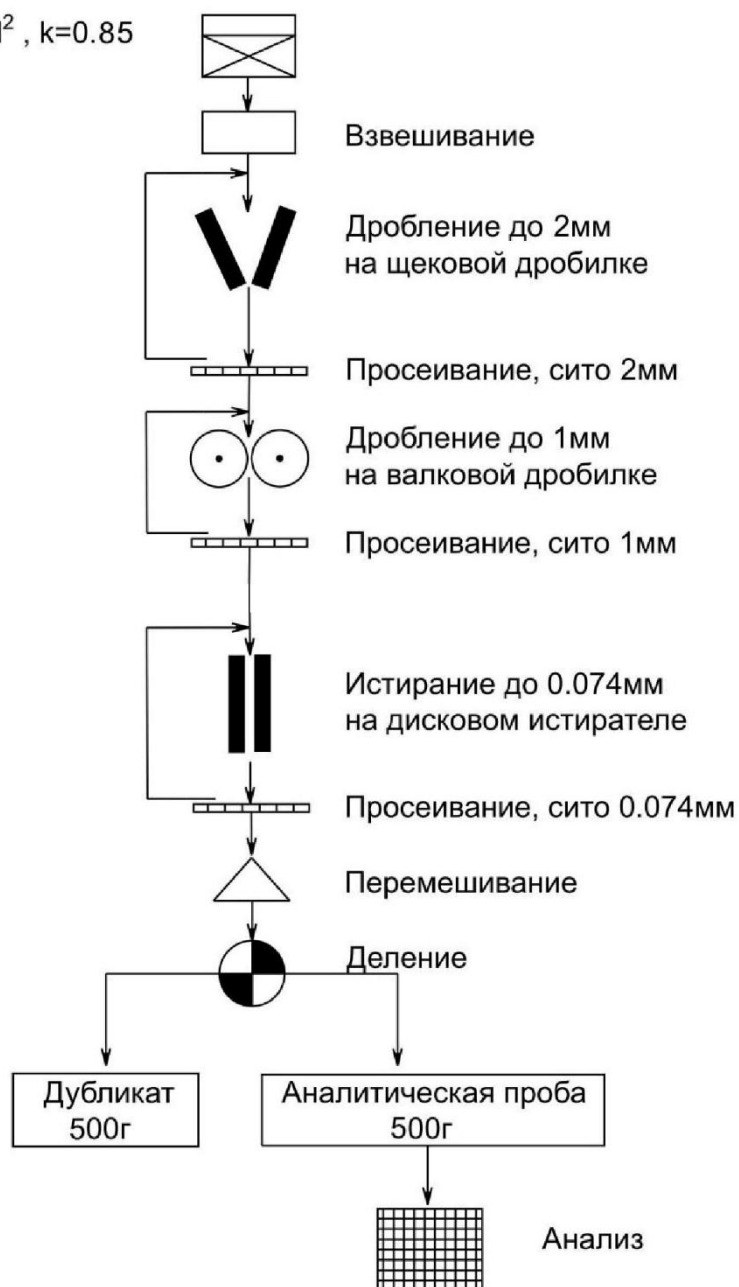 ², k=0.85
Взвешивание
Дробление до 2мм
на щековой дробилке
Просеивание, сито 2мм
Дробление до 1мм
на валковой дробилке
Просеивание, сито 1мм
Истирание до 0.074мм
на дисковом истирателе
Просеивание, сито 0.074мм
Перемешивание
Деление
Дубликат
500г
Аналитическая проба
500г
Анализ